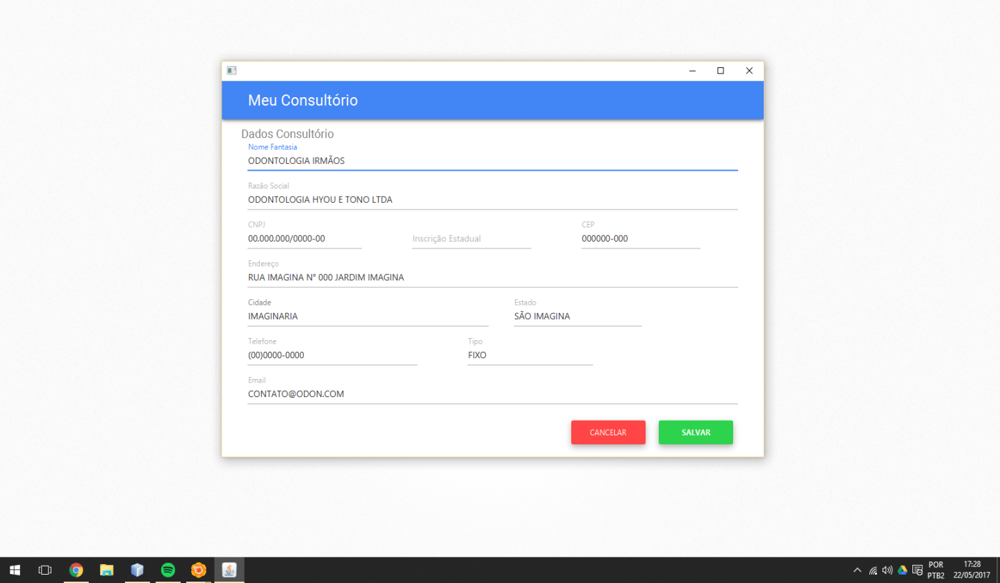 Meu Consultório
Dados Consultório
Nome Fantasia
ODONTOLOGIA IRMÃOS
Razão Social
ODONTOLOGIA HYOU E TONO LTDA
CNPJ CEP
00.000.000/0000-00 Inscrição Estadual 000000-000
Endereço
RUA IMAGINA N° 000 JARDIM IMAGINA
Cidade Estado
IMAGINARIA SÃO IMAGINA
Telefone Tipo
(00)0000-0000 FIXO
Email
CONTATO@ODON.COM
CANCELAR SALVAR
POR 17:28
PTB2 22/05/2017